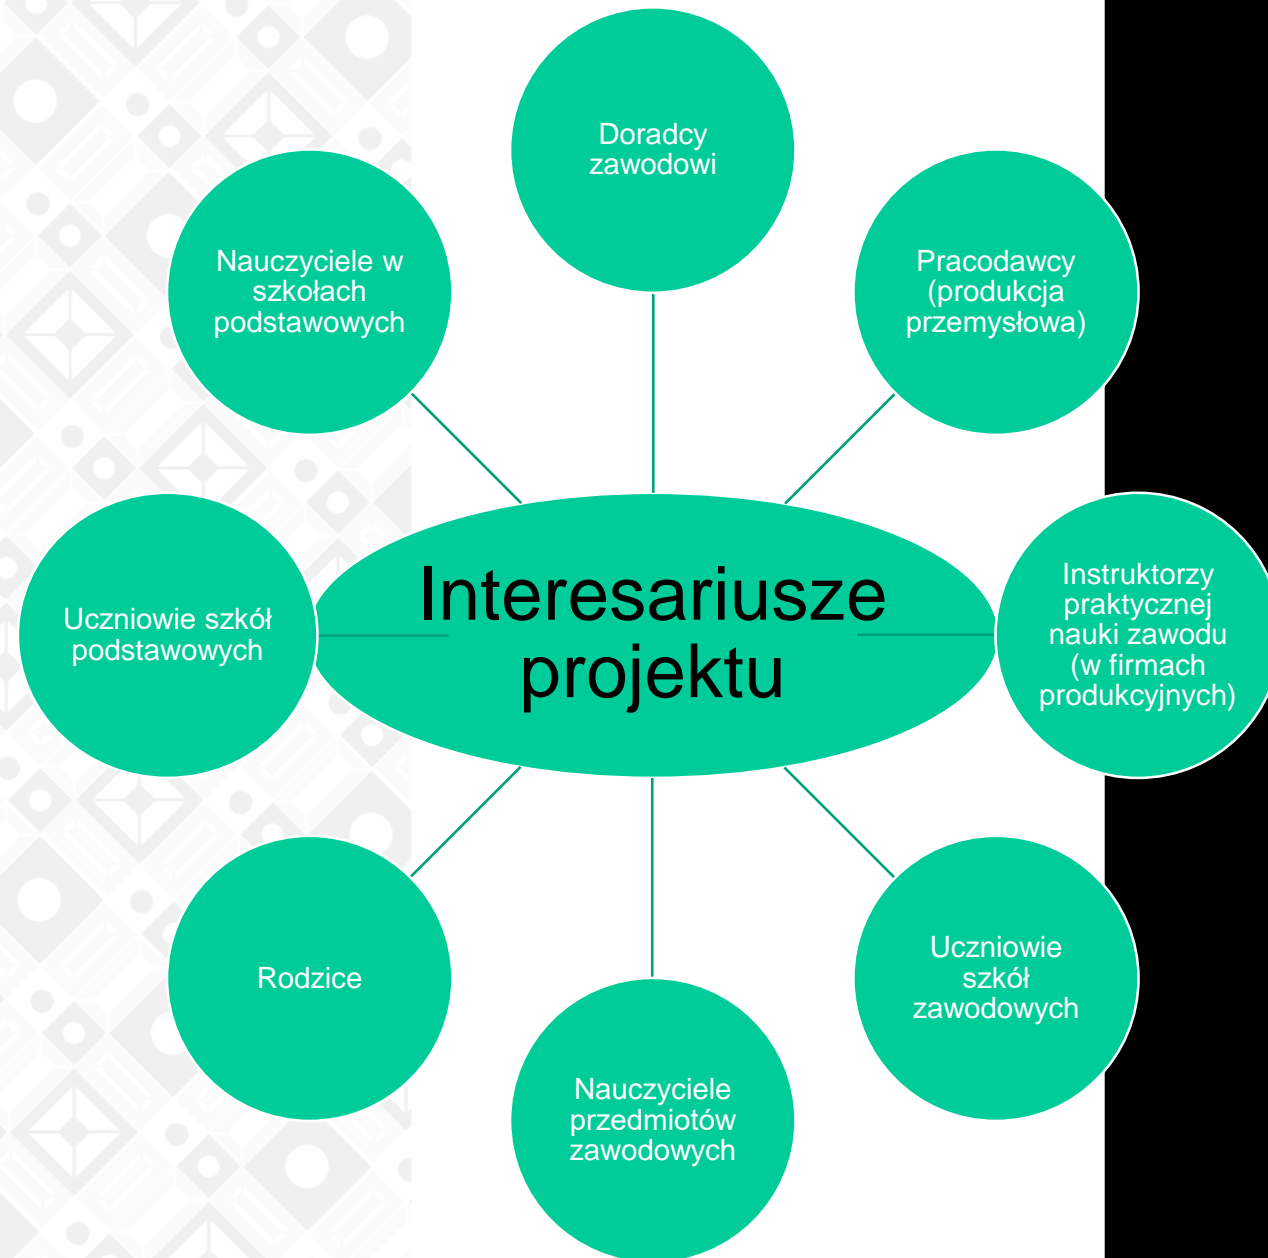 Doradcy
zawodowi
Nauczyciele w
szkołach
podstawowych
Pracodawcy
(produkcja
przemysłowa)
Interesariusze
projektu
Uczniowie szkół
podstawowych
Instruktorzy
praktycznej
nauki zawodu
(w firmach
produkcyjnych)
Rodzice
Uczniowie
szkół
zawodowych
Nauczyciele
przedmiotów
zawodowych